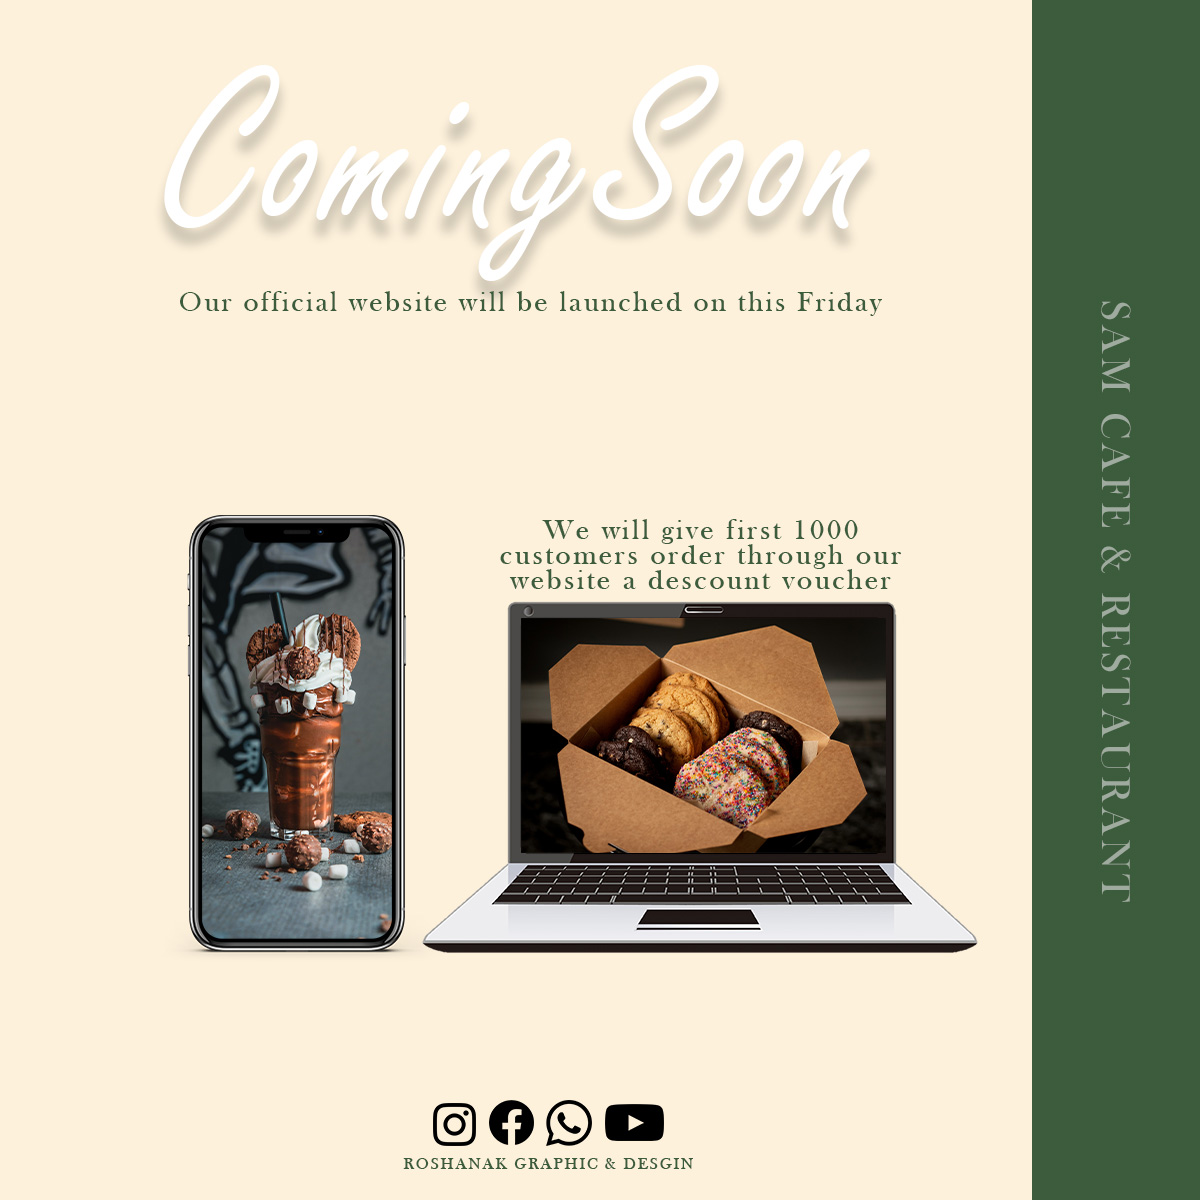 Coming Soon
Our official website will be launched on this Friday
We will give first 1000
customers order through our
website a descount voucher
SAM CAFE & RESTAURANT
ROSHANAK GRAPHIC & DESGIN